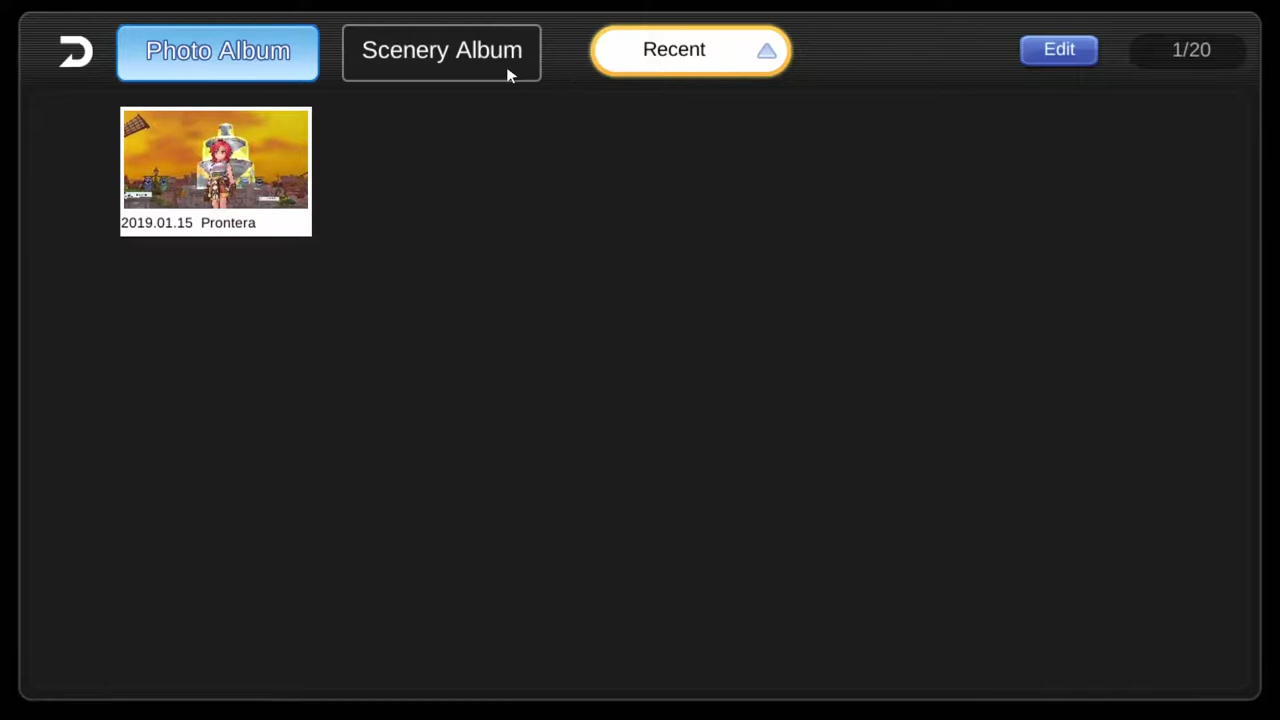 Photo Album
Scenery Album
Recent
Edit
1/20
2019.01.15 Prontera